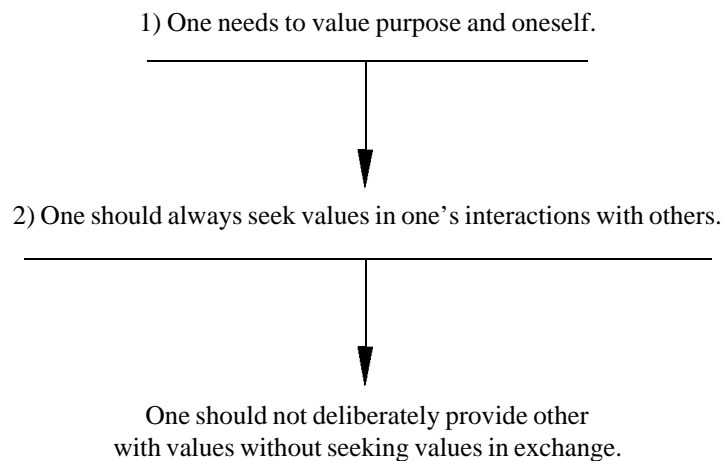 1) One needs to value purpose and oneself.
2) One should always seek values in one’s interactions with others.
One should not deliberately provide other
with values without seeking values in exchange.